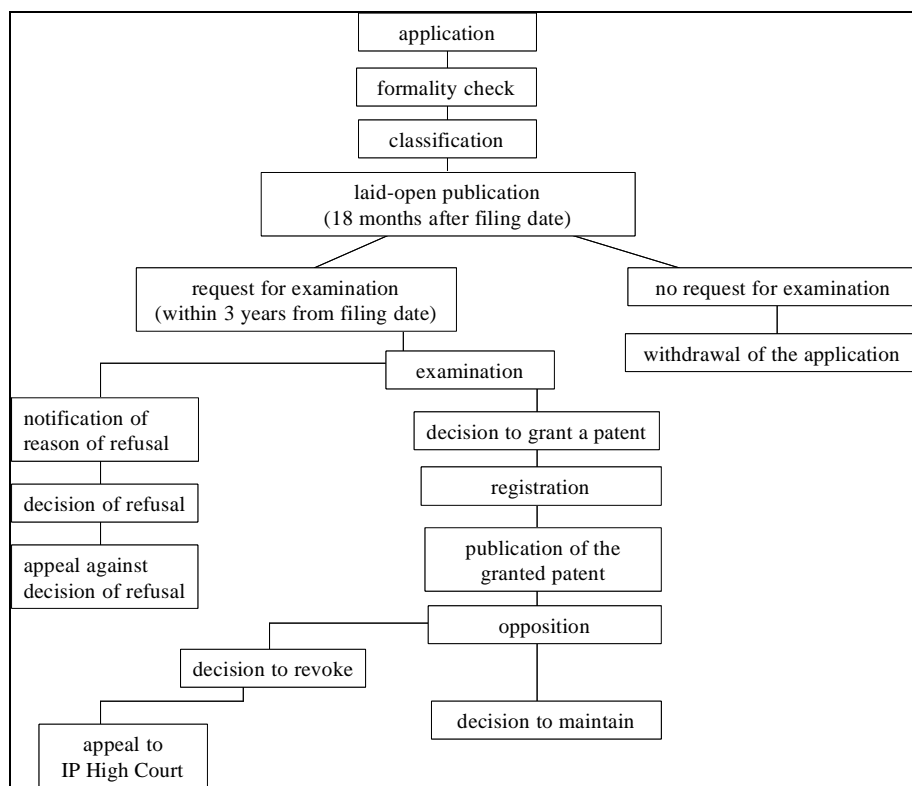 application
formality check
classification
laid-open publication
(18 months after filing date)
request for examination
(within 3 years from filing date)
no request for examination
withdrawal of the application
examination
notification of
reason of refusal
decision to grant a patent
decision of refusal
registration
appeal against
decision of refusal
publication of the
granted patent
opposition
decision to revoke
decision to maintain
appeal to
IP High Court